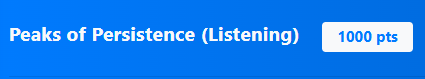 Peaks of Persistence (Listening) 1000 pts